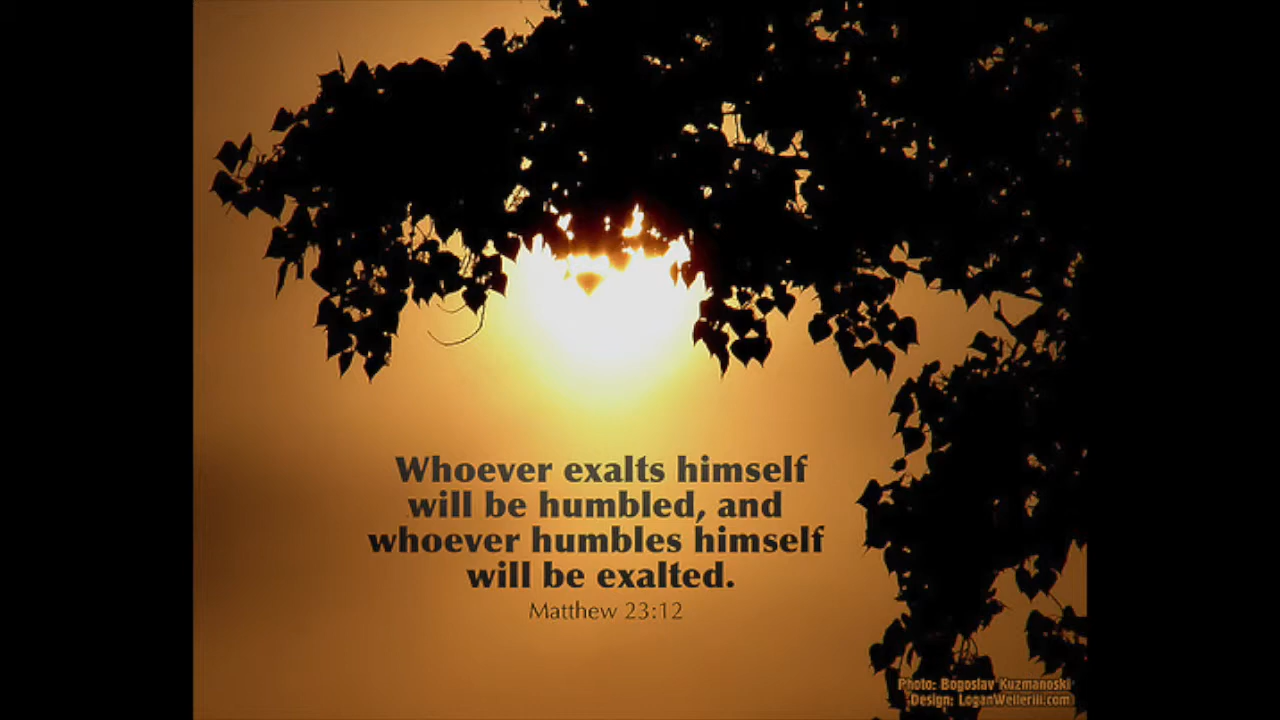 Whoever exalts himself
will be humbled, and
whoever humbles himself
will be exalted.
Matthew 23:12
Photo: Bogoslav Kuzmanoski
Design: LoganWeilerIII.com